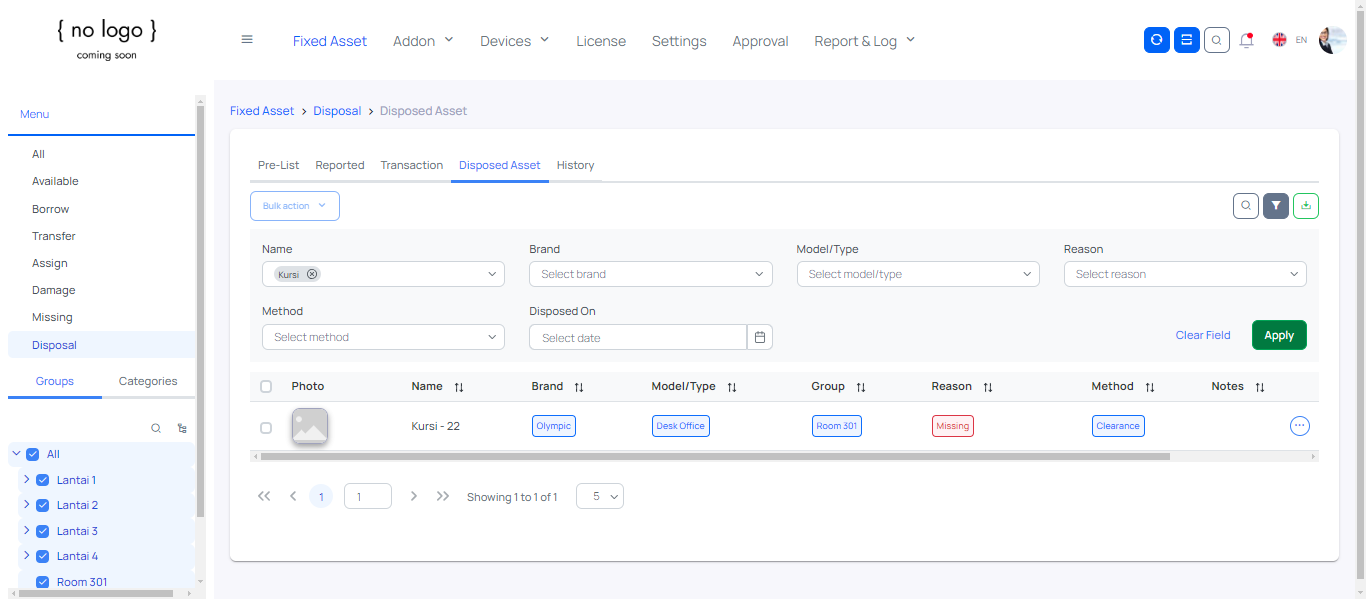 { no logo }
coming soon
Fixed Asset Addon Devices License Settings Approval Report & Log EN
Menu
All
Available
Borrow
Transfer
Assign
Damage
Missing
Disposal
Groups Categories
All
Lantai 1
Lantai 2
Lantai 3
Lantai 4
Room 301
Fixed Asset > Disposal > Disposed Asset
Pre-List Reported Transaction Disposed Asset History
Bulk action
Name Brand Model/Type Reason
Kursi Select brand Select model/type Select reason
Method Disposed On
Select method Select date Clear Field Apply
Photo Name Brand Model/Type Group Reason Method Notes
Kursi - 22 Olympic Desk Office Room 301 Missing Clearance
1 1 Showing 1 to 1 of 1 5